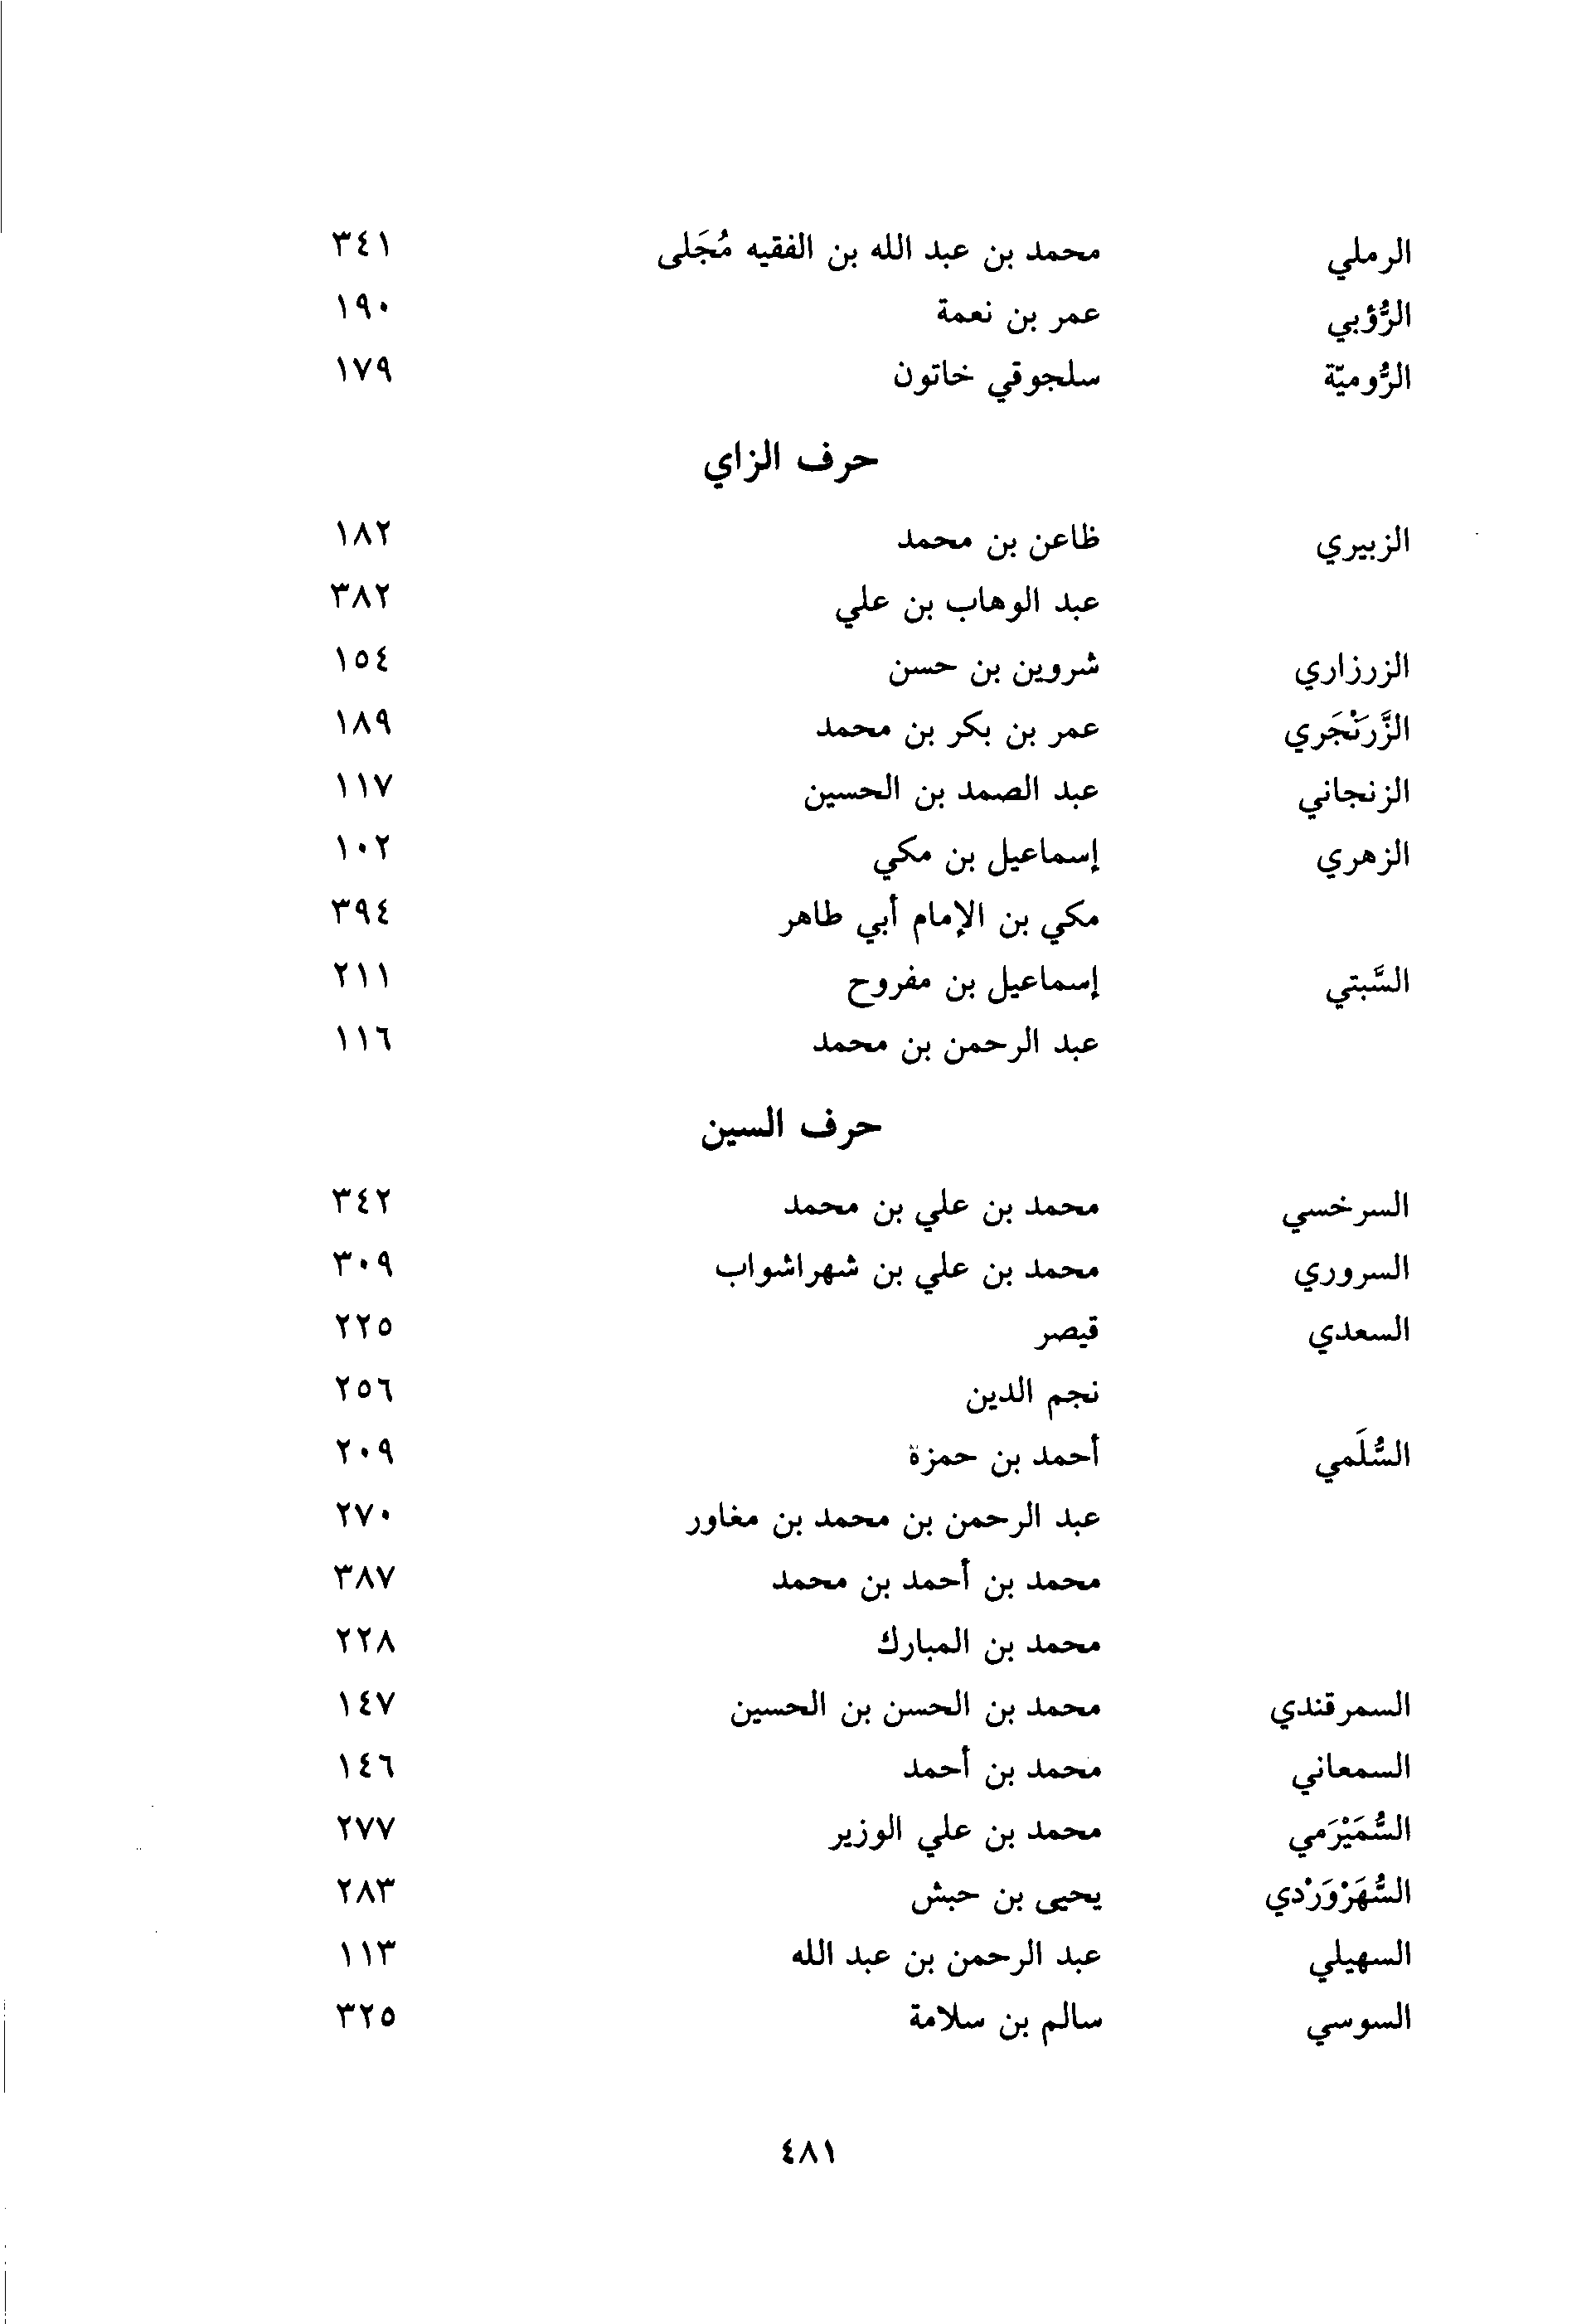 الرملي محمد بن عبد الله بن الفقيه مُجَلى ٣٤١
الرُّؤبي عمر بن نعمة ١٩٠
الرُّوميّة سلجوقي خاتون ١٧٩
حرف الزاي
الزبيري ظاعن بن محمد ١٨٢
عبد الوهاب بن علي ٣٨٢
الزرزاري شروين بن حسن ١٥٤
الزَّرَنْجَري عمر بن بكر بن محمد ١٨٩
الزنجاني عبد الصمد بن الحسين ١١٧
الزهري إسماعيل بن مكي ١٠٢
مكي بن الإمام أبي طاهر ٣٩٤
السَّبتي إسماعيل بن مفروح ٢١١
عبد الرحمن بن محمد ١١٦
حرف السين
السرخسي محمد بن علي بن محمد ٣٤٢
السروري محمد بن علي بن شهراشواب ٣٠٩
السعدي قيصر ٢٢٥
نجم الدين ٢٥٦
السُّلَمي أحمد بن حمزة ٢٠٩
عبد الرحمن بن محمد بن مغاور ٢٧٠
محمد بن أحمد بن محمد ٣٨٧
محمد بن المبارك ٢٢٨
السمرقندي محمد بن الحسن بن الحسين ١٤٧
السمعاني محمد بن أحمد ١٤٦
السُّمَيْرَمي محمد بن علي الوزير ٢٧٧
السُّهَرْوَرْدي يحيى بن حبش ٢٨٣
السهيلي عبد الرحمن بن عبد الله ١١٣
السوسي سالم بن سلامة ٣٢٥
٤٨١